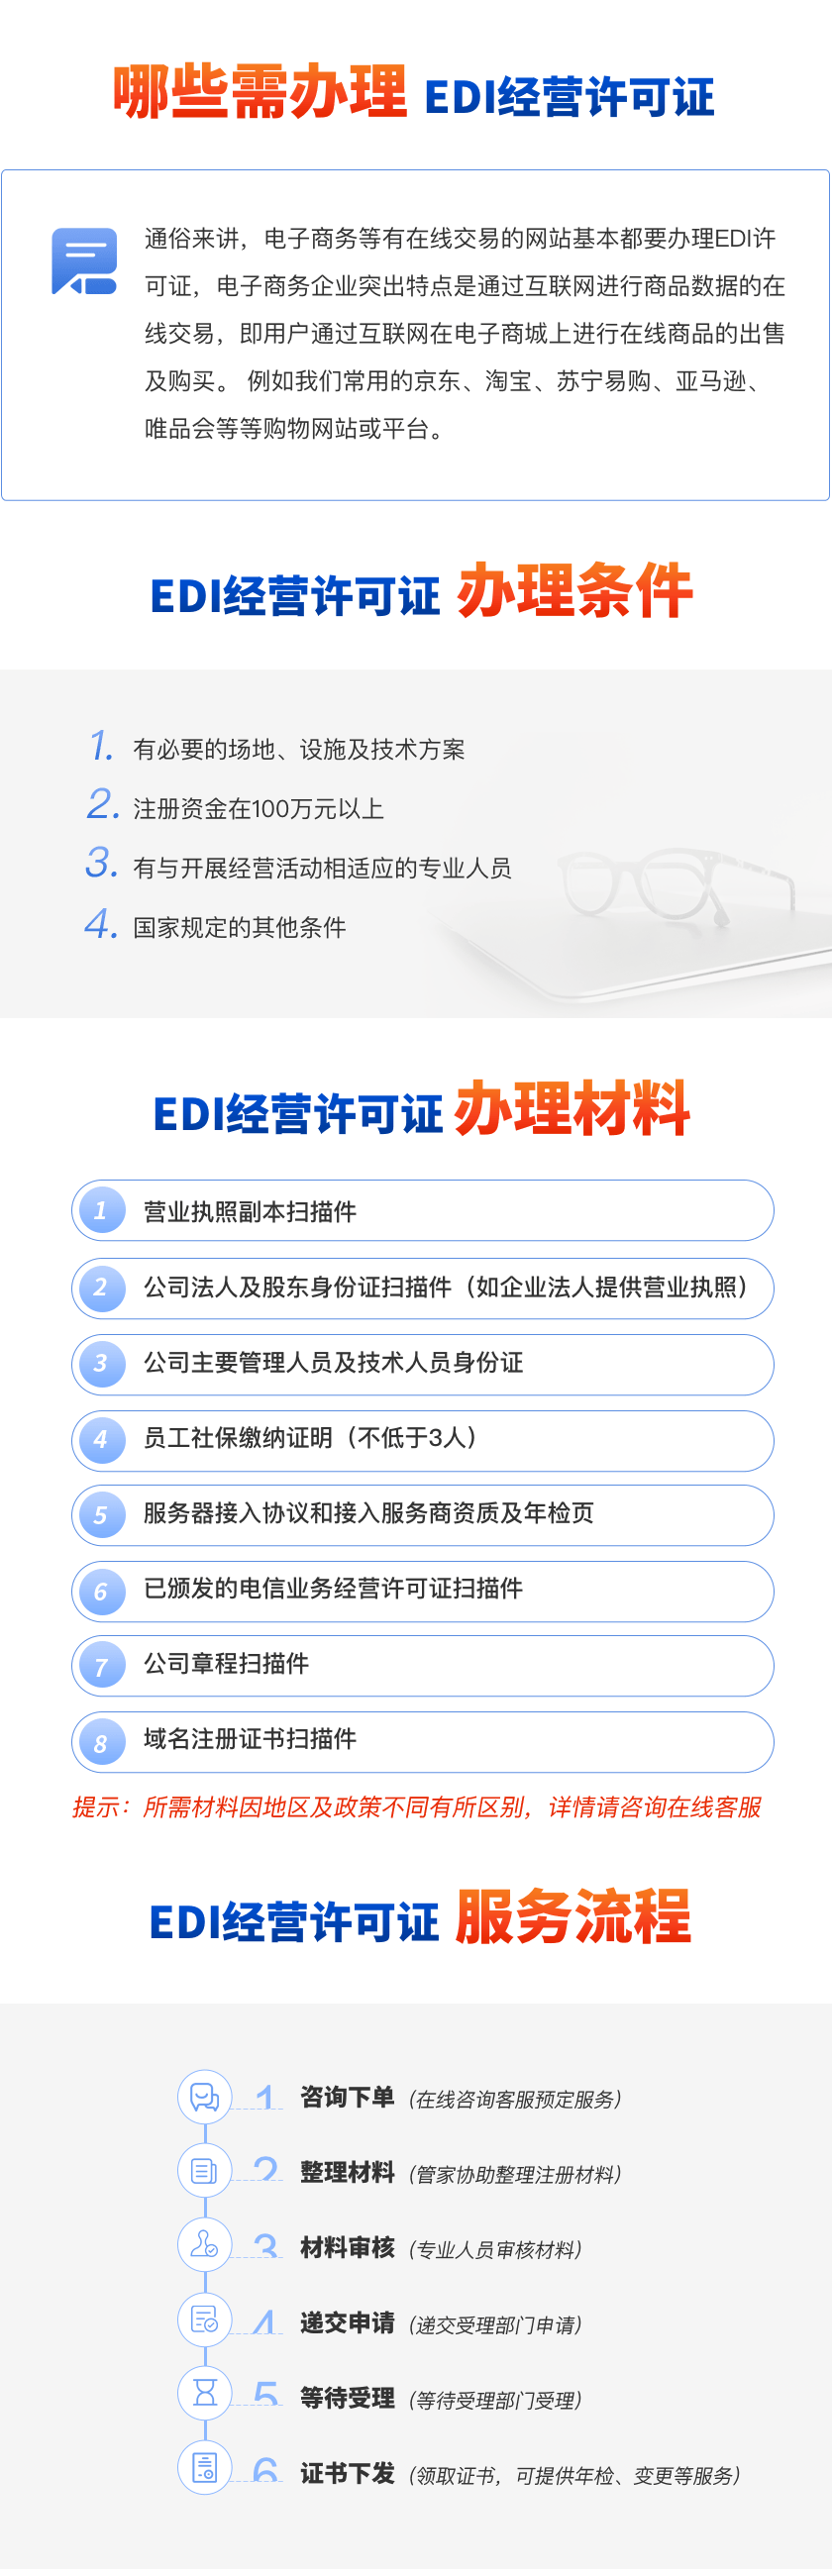 哪些需办理 EDI经营许可证
通俗来讲，电子商务等有在线交易的网站基本都要办理EDI许
可证，电子商务企业突出特点是通过互联网进行商品数据的在
线交易，即用户通过互联网在电子商城上进行在线商品的出售
及购买。 例如我们常用的京东、淘宝、苏宁易购、亚马逊、
唯品会等等购物网站或平台。
EDI经营许可证 办理条件
1. 有必要的场地、设施及技术方案
2. 注册资金在100万元以上
3. 有与开展经营活动相适应的专业人员
4. 国家规定的其他条件
EDI经营许可证 办理材料
1 营业执照副本扫描件
2 公司法人及股东身份证扫描件（如企业法人提供营业执照）
3 公司主要管理人员及技术人员身份证
4 员工社保缴纳证明（不低于3人）
5 服务器接入协议和接入服务商资质及年检页
6 已颁发的电信业务经营许可证扫描件
7 公司章程扫描件
8 域名注册证书扫描件
提示：所需材料因地区及政策不同有所区别，详情请咨询在线客服
EDI经营许可证 服务流程
1 咨询下单（在线咨询客服预定服务）
2 整理材料（管家协助整理注册材料）
3 材料审核（专业人员审核材料）
4 递交申请（递交受理部门申请）
5 等待受理（等待受理部门受理）
6 证书下发（领取证书，可提供年检、变更等服务）